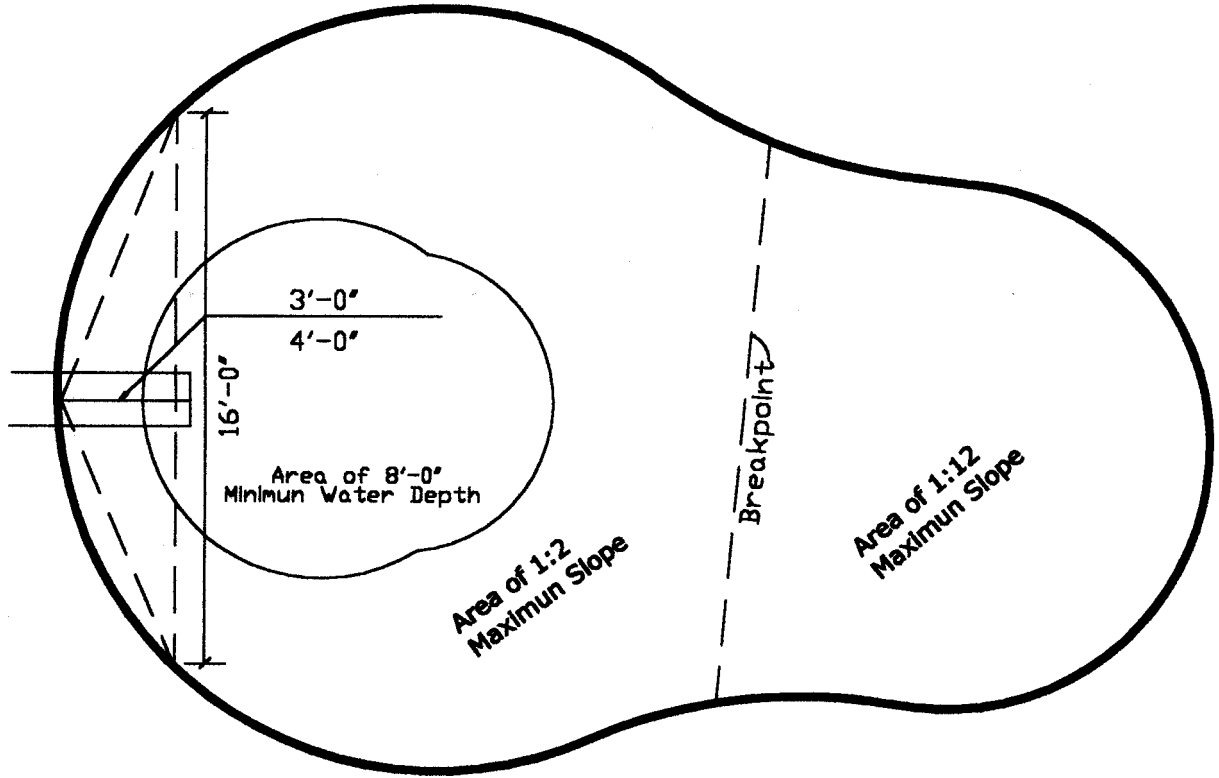 3'-0"
4'-0"
16'-0"
Area of 8'-0"
Minimun Water Depth
Area of 1:2
Maximun Slope
Breakpoint
Area of 1:12
Maximun Slope